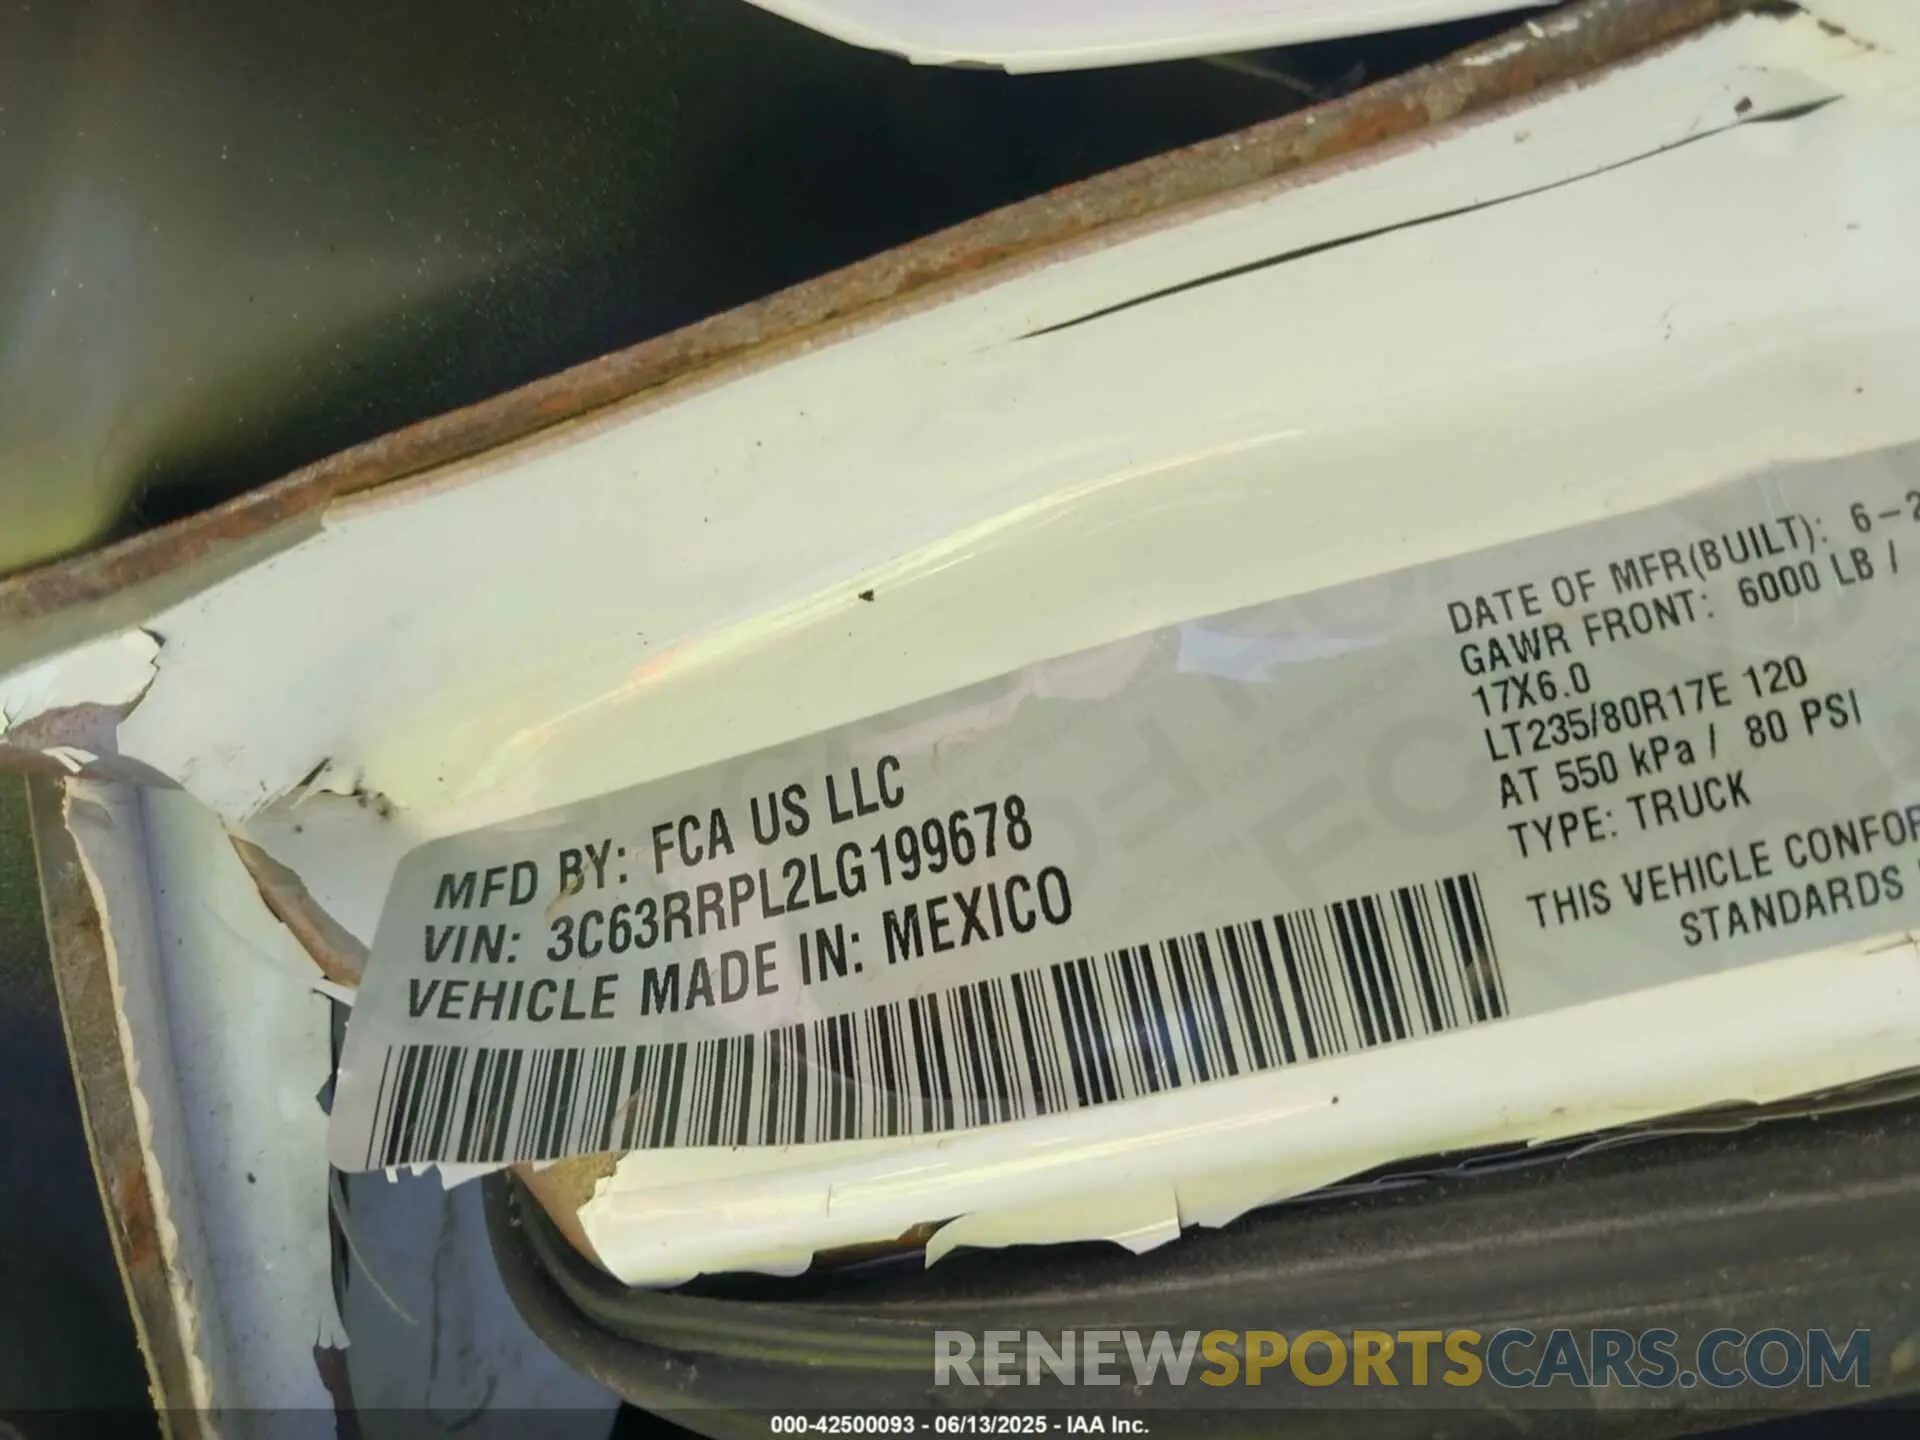 MFD BY: FCA US LLC
VIN: 3C63RRPL2LG199678
VEHICLE MADE IN: MEXICO
DATE OF MFR(BUILT): 6-2
GAWR FRONT: 6000 LB /
17X6.0
LT235/80R17E 120
AT 550 kPa / 80 PSI
TYPE: TRUCK
THIS VEHICLE CONFOR
STANDARDS
RENEWSPORTSCARS.COM
000-42500093 - 06/13/2025 - IAA Inc.